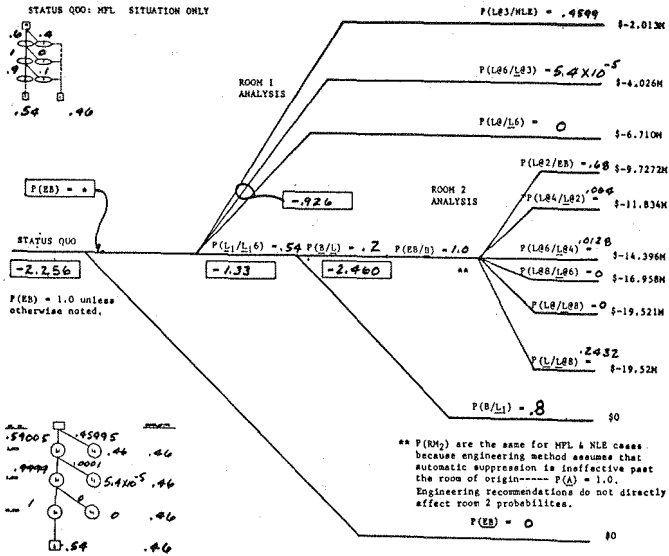 STATUS QUO: MFL SITUATION ONLY
.6 .4
1 0
.9 .1
.54 .46
P(L@3/NLE) = .4599
$-2.013M
ROOM 1
ANALYSIS
P(L@6/L@3) = 5.4 X10-5
$-4.026M
P(L@/L6) = 0
$-6.710M
P(L@2/EB) = .68
$-9.7272M
P(EB) = *
-.926
ROOM 2
ANALYSIS
P(L@4/L@2) .064
$-11.834M
STATUS QUO
P(L1/L16) = .54 P(B/L) = .2 P(EB/B) = 1.0
P(L@6/L@4) .0128
$-14.396M
-2.256
-1.33
-2.460
**
P(L@8/L@6) = 0
$-16.958M
P(EB) = 1.0 unless
otherwise noted.
P(L@/L@8) = 0
$-19.521M
P(L/L@8) = .2432
$-19.52M
P(B/L1) = .8
$0
.54005 .45995
.46 .46
.9999 .0001
5.4X10-5 .46
1 0
0 .46
.54 .46
** P(RM2) are the same for MFL & NLE cases
because engineering method assumes that
automatic suppression is ineffective past
the room of origin----- P(A) = 1.0.
Engineering recommendations do not directly
affect room 2 probabilites.
P(EB) = 0
$0